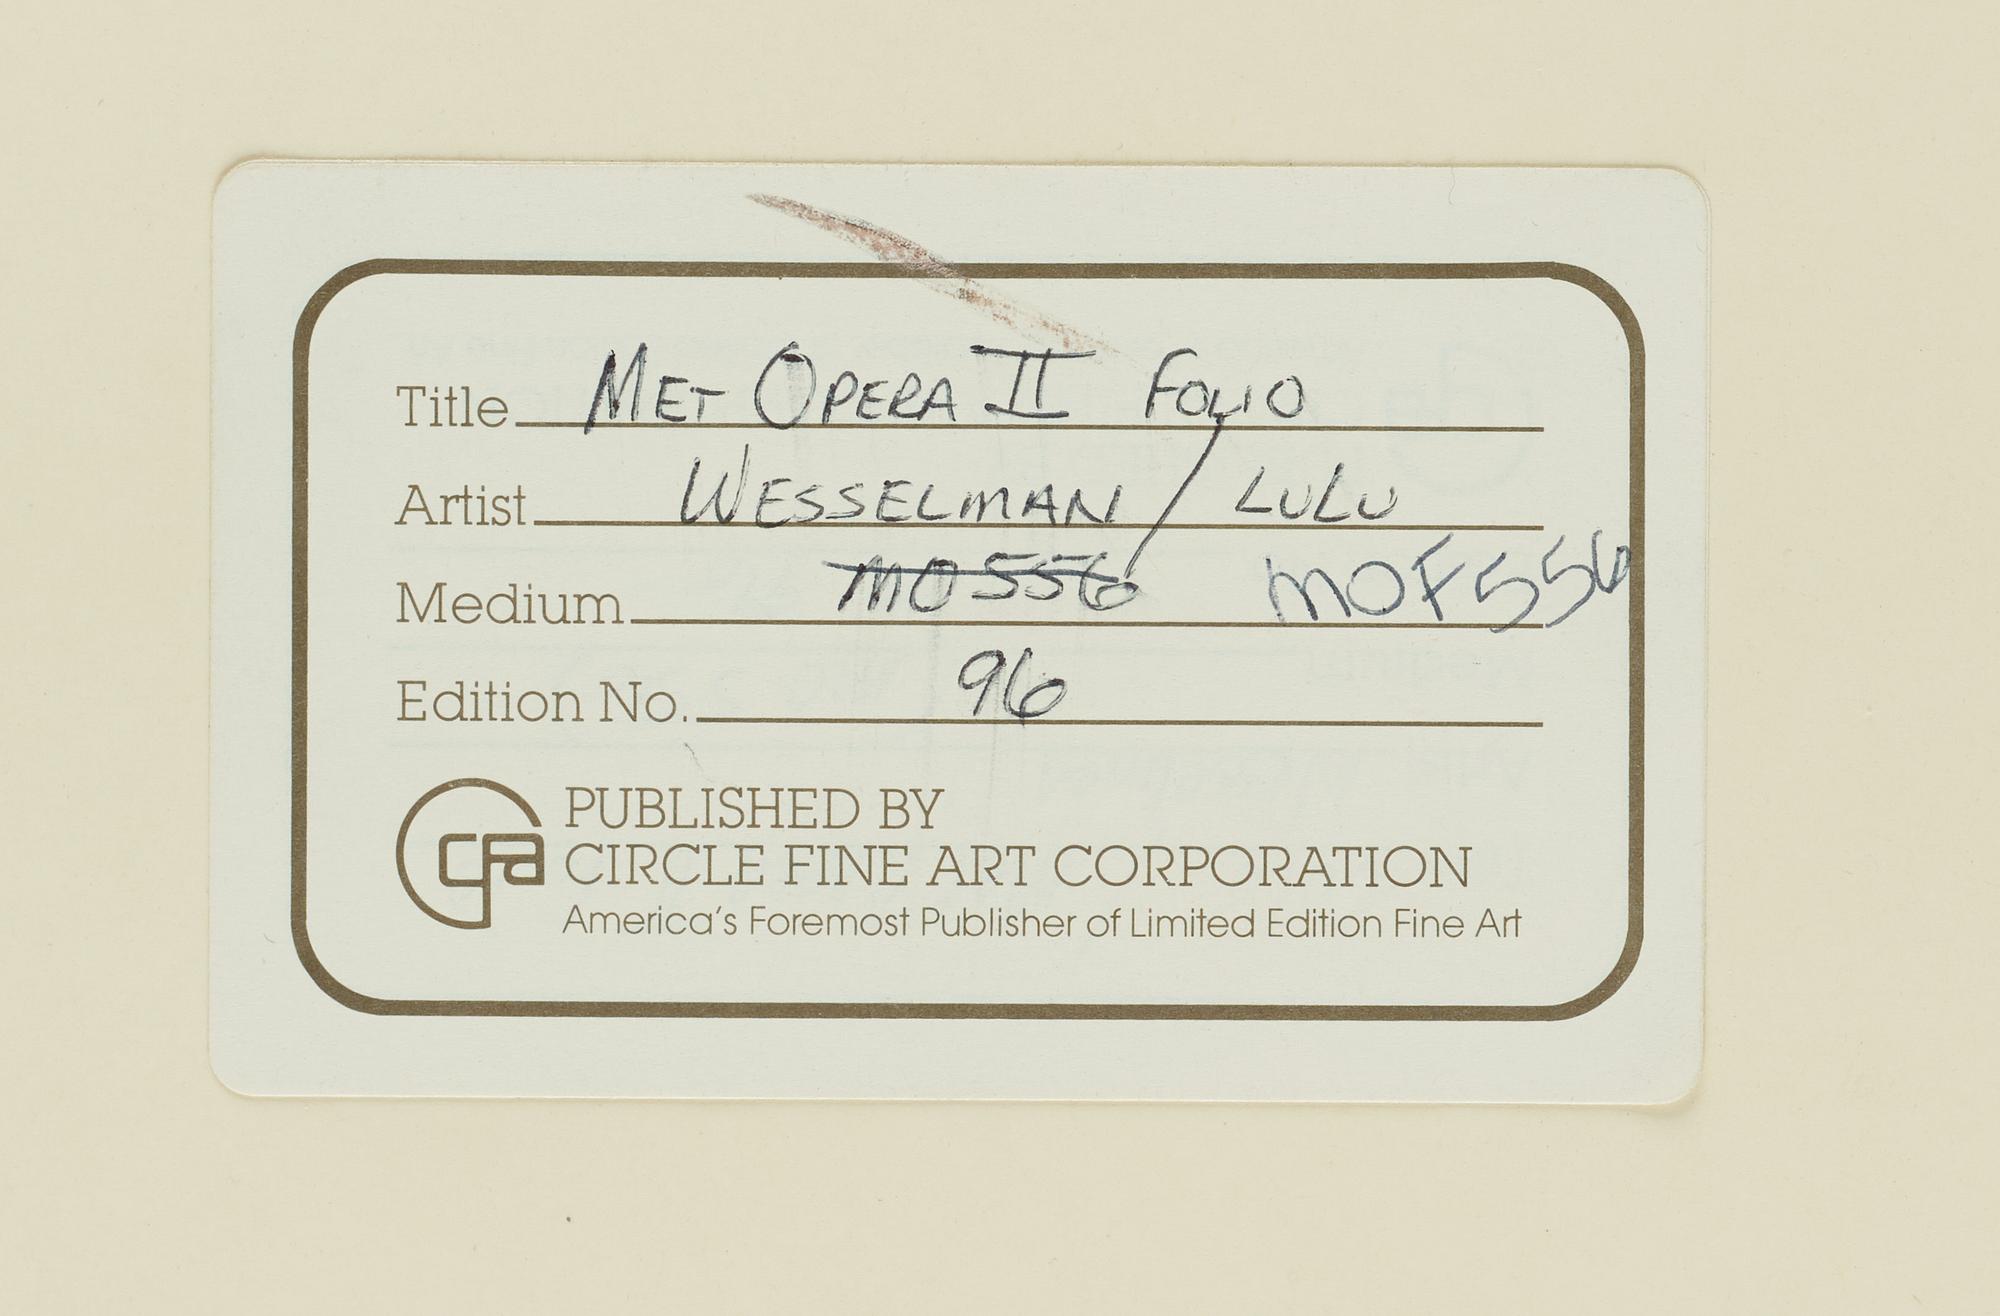 Title MET OPERA II FOLIO
Artist WESSELMAN / LULU
Medium MO556 MOF556
Edition No. 96
cfa
PUBLISHED BY
CIRCLE FINE ART CORPORATION
America's Foremost Publisher of Limited Edition Fine Art